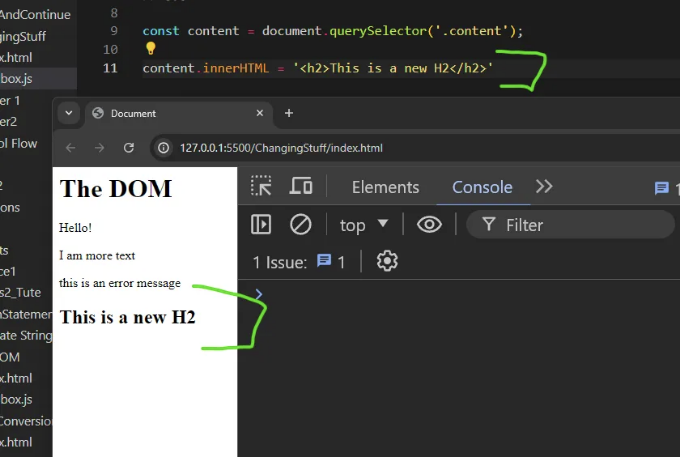 AndContinue
8
ngingStuff
const content = document.querySelector('.content');
9
x.html
10
box.js
11
content.innerHTML = '<h2>This is a new H2</h2>'
er 1
er2
Document
ol Flow
127.0.0.1:5500/ChangingStuff/index.html
The DOM
Elements
Console
1
2
ons
Hello!
top
Filter
ts
I am more text
ce1
1 Issue:
1
s2_Tute
this is an error message
nStatement
This is a new H2
ate String
OM
x.html
box.js
Conversion
x.html